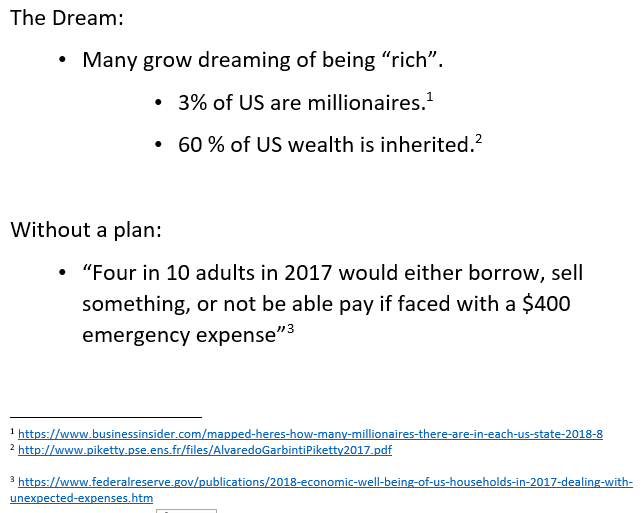 The Dream:
• Many grow dreaming of being “rich”.
• 3% of US are millionaires.1
• 60 % of US wealth is inherited.2
Without a plan:
• “Four in 10 adults in 2017 would either borrow, sell
something, or not be able pay if faced with a $400
emergency expense”3
1 https://www.businessinsider.com/mapped-heres-how-many-millionaires-there-are-in-each-us-state-2018-8
2 http://www.piketty.pse.ens.fr/files/AlvaredoGarbintiPiketty2017.pdf
3 https://www.federalreserve.gov/publications/2018-economic-well-being-of-us-households-in-2017-dealing-with-
unexpected-expenses.htm